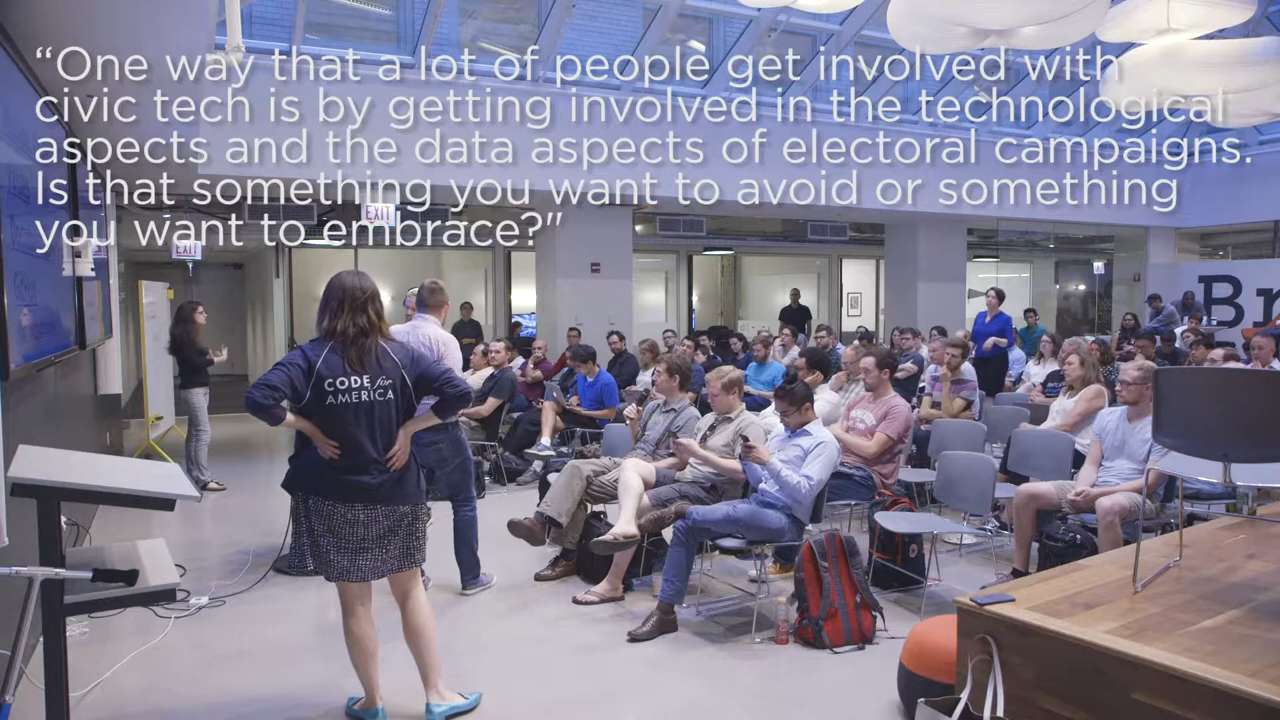 “One way that a lot of people get involved with
civic tech is by getting involved in the technological
aspects and the data aspects of electoral campaigns.
Is that something you want to avoid or something
you want to embrace?”
EXIT
EXIT
CODE for
AMERICA
Br